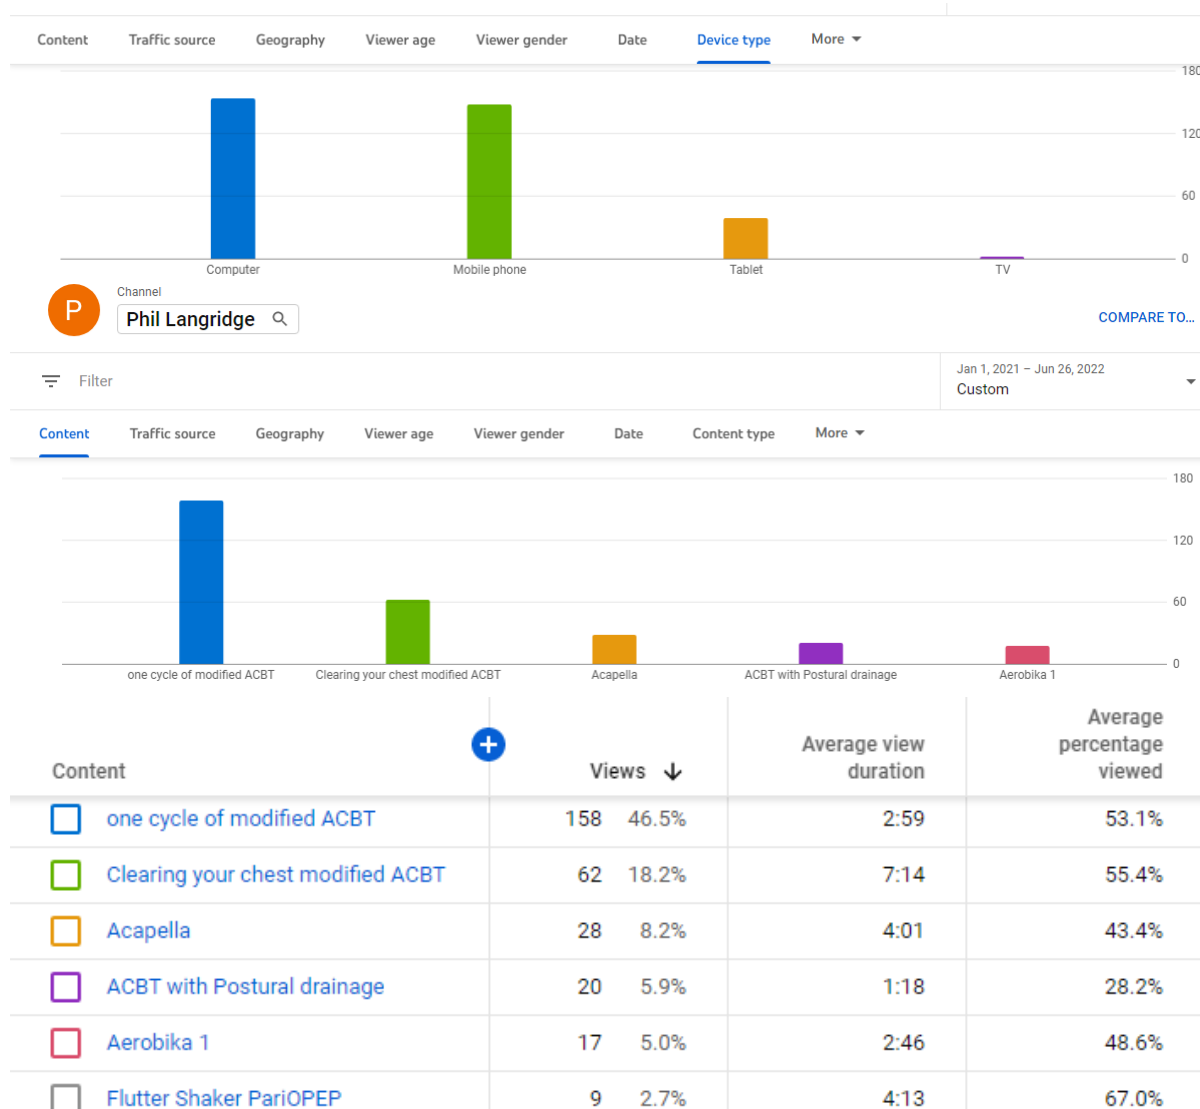 Content Traffic source Geography Viewer age Viewer gender Date Device type More
180
120
60
0
Computer Mobile phone Tablet TV
P
Channel
Phil Langridge
COMPARE TO...
Filter
Jan 1, 2021 – Jun 26, 2022
Custom
Content Traffic source Geography Viewer age Viewer gender Date Content type More
180
120
60
0
one cycle of modified ACBT Clearing your chest modified ACBT Acapella ACBT with Postural drainage Aerobika 1
Content Views Average view duration Average percentage viewed
one cycle of modified ACBT 158 46.5% 2:59 53.1%
Clearing your chest modified ACBT 62 18.2% 7:14 55.4%
Acapella 28 8.2% 4:01 43.4%
ACBT with Postural drainage 20 5.9% 1:18 28.2%
Aerobika 1 17 5.0% 2:46 48.6%
Flutter Shaker PariOPEP 9 2.7% 4:13 67.0%